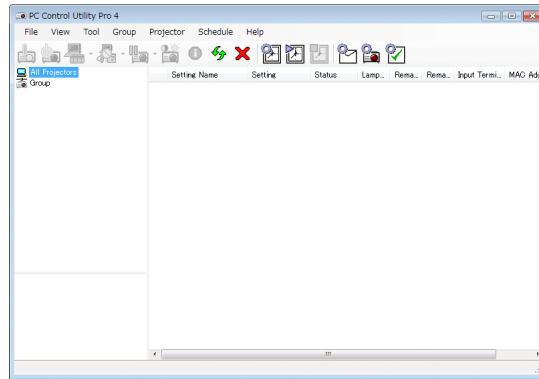 PC Control Utility Pro 4
File View Tool Group Projector Schedule Help
All Projectors
Group
Setting Name Setting Status Lamp... Rema... Rema... Input Termi... MAC Add